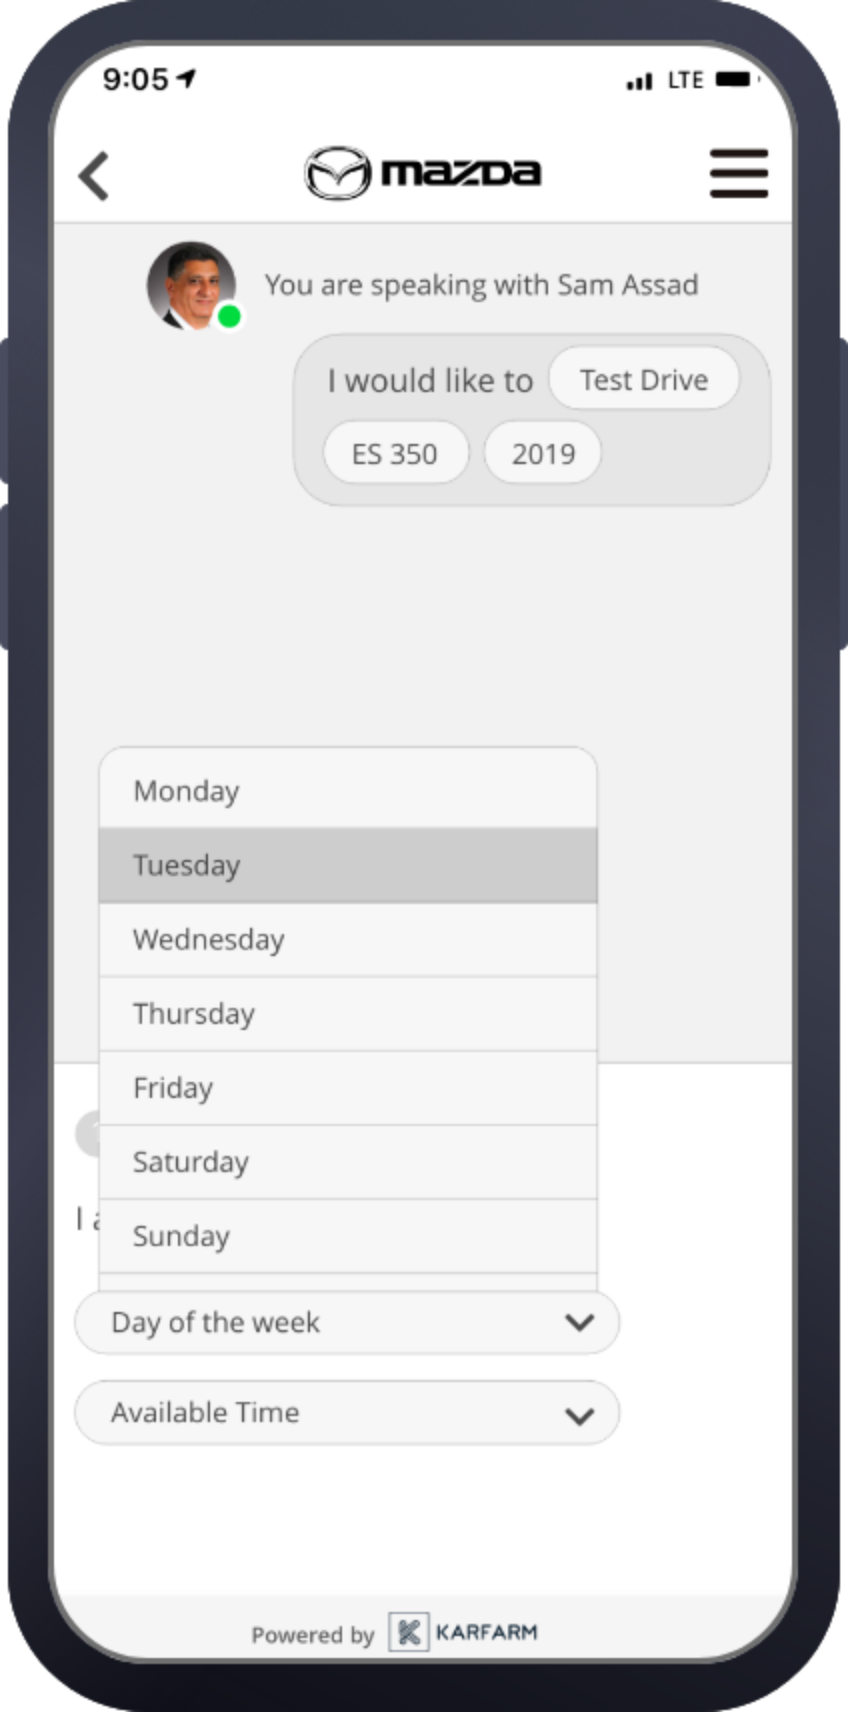 9:05 LTE
mazda
You are speaking with Sam Assad
I would like to Test Drive
ES 350 2019
Monday
Tuesday
Wednesday
Thursday
Friday
Saturday
I
Sunday
Day of the week
Available Time
Powered by KARFARM